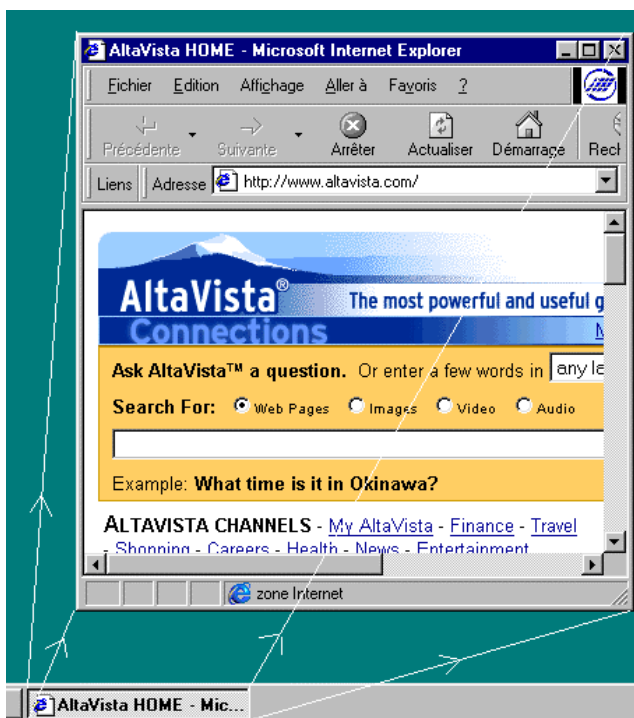 AltaVista HOME - Microsoft Internet Explorer
Fichier Edition Affichage Aller à Favoris ?
Précédente Suivante Arrêter Actualiser Démarrage Rech
Liens Adresse http://www.altavista.com/
AltaVista® The most powerful and useful g
Connections
Ask AltaVista™ a question. Or enter a few words in any la
Search For: Web Pages Images Video Audio
Example: What time is it in Okinawa?
ALTAVISTA CHANNELS - My AltaVista - Finance - Travel
- Shopping - Careers - Health - News - Entertainment
zone Internet
AltaVista HOME - Mic...